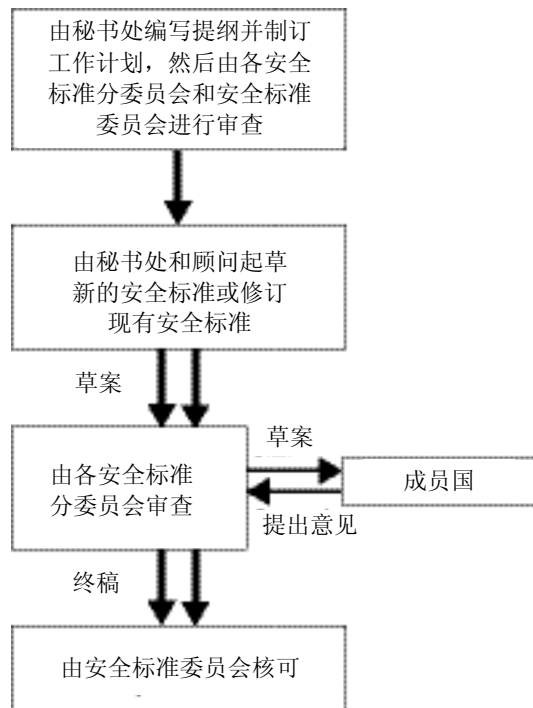 由秘书处编写提纲并制订
工作计划，然后由各安全
标准分委员会和安全标准
委员会进行审查
由秘书处和顾问起草
新的安全标准或修订
现有安全标准
草案
由各安全标准
分委员会审查
草案
成员国
提出意见
终稿
由安全标准委员会核可